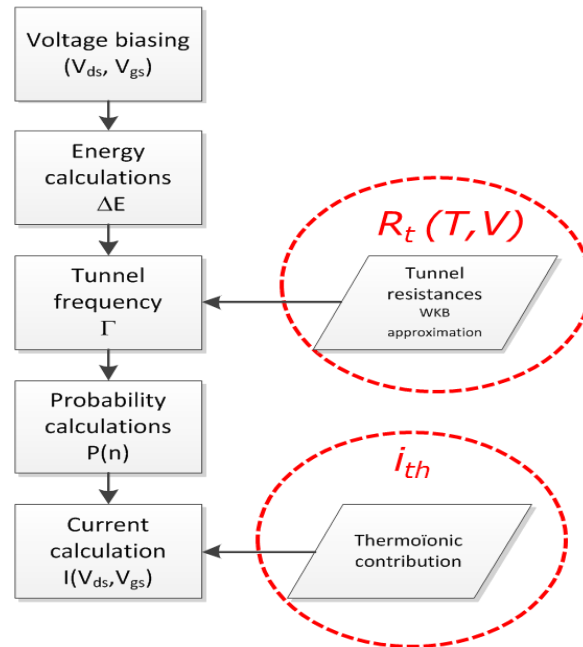 Voltage biasing
(Vds, Vgs)
Energy
calculations
ΔE
Rt (T,V)
Tunnel
frequency
Γ
Tunnel
resistances
WKB
approximation
Probability
calculations
P(n)
ith
Current
calculation
I(Vds,Vgs)
Thermoïonic
contribution